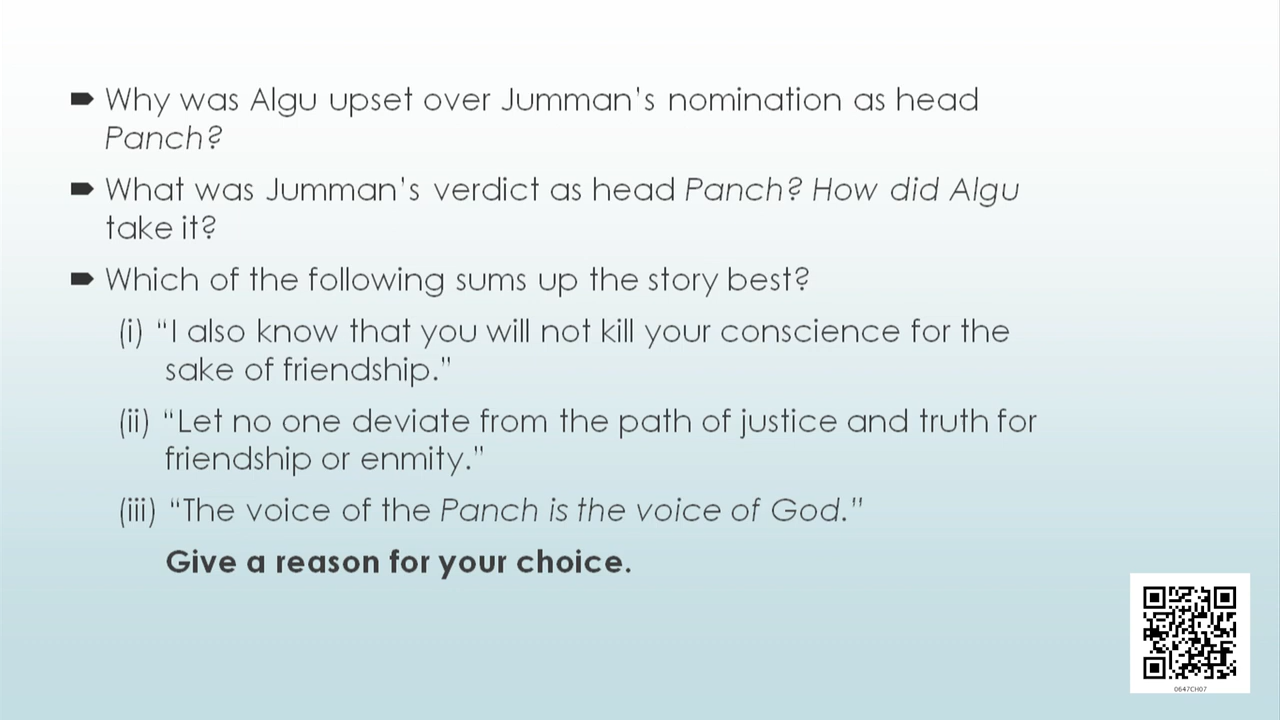 Why was Algu upset over Jumman's nomination as head
Panch?
What was Jumman's verdict as head Panch? How did Algu
take it?
Which of the following sums up the story best?
(i) "I also know that you will not kill your conscience for the
sake of friendship."
(ii) "Let no one deviate from the path of justice and truth for
friendship or enmity."
(iii) "The voice of the Panch is the voice of God."
Give a reason for your choice.
0647CH07